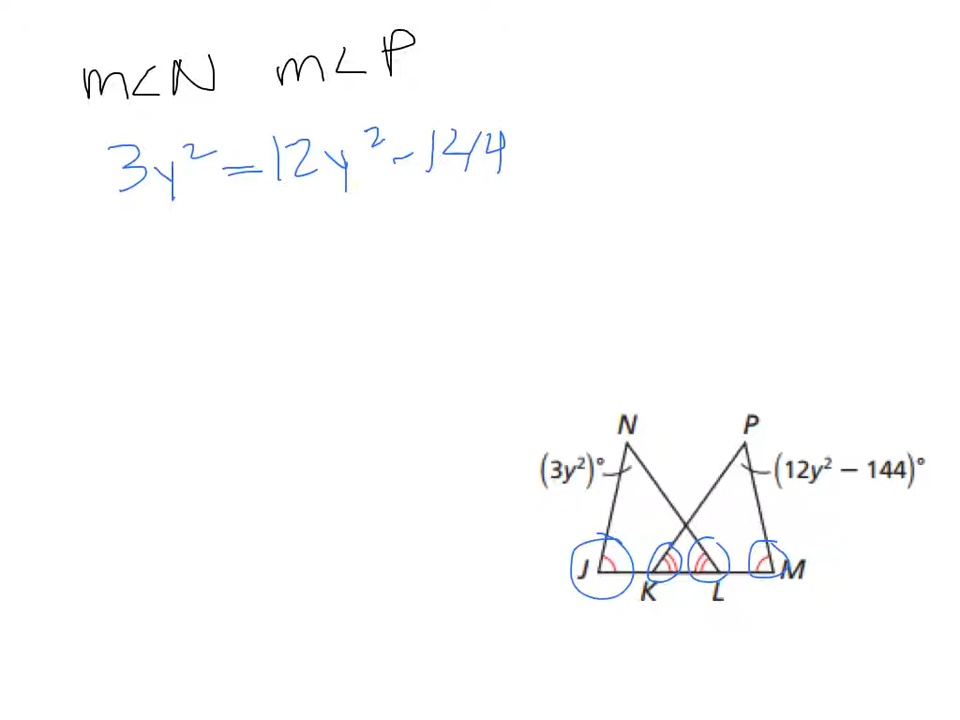 m<N m<P
3y² = 12y² - 144
N P
(3y²)° (12y² – 144)°
J M
K L